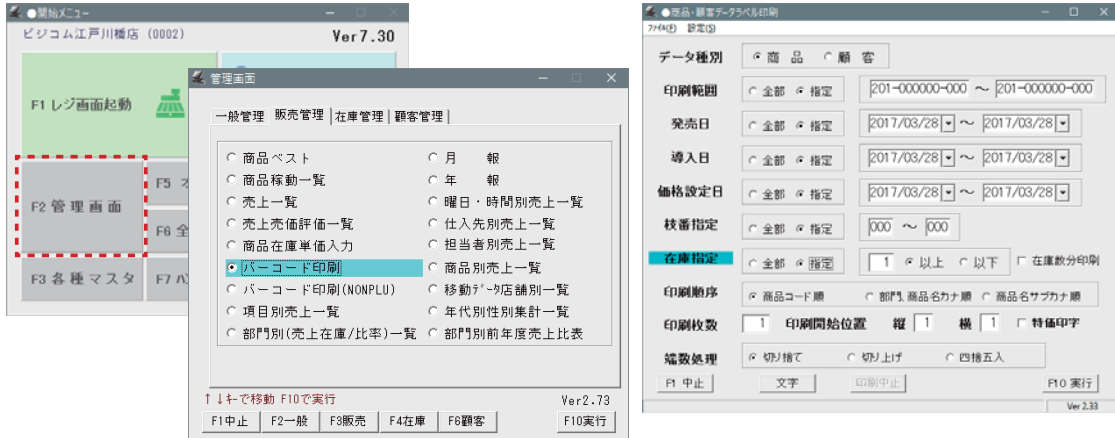 ●開始メニュー
ビジコム江戸川橋店 (0002)
Ver7.30
F1 レジ画面起動
F2 管理画面
F5
F6 全
F3 各種マスタ
F7 ハ
管理画面
一般管理 販売管理 在庫管理 顧客管理
商品ベスト 月 報
商品稼動一覧 年 報
売上一覧 曜日・時間別売上一覧
売上売価評価一覧 仕入先別売上一覧
商品在庫単価入力 担当者別売上一覧
バーコード印刷 商品別売上一覧
バーコード印刷(NONPLU) 移動データ店舗別一覧
項目別売上一覧 年代別性別集計一覧
部門別(売上在庫/比率)一覧 部門別前年度売上比表
↑↓キーで移動 F10で実行
Ver2.73
F1中止 F2一般 F3販売 F4在庫 F6顧客 F10実行
●商品・顧客データラベル印刷
ファイル(F) 設定(S)
データ種別 商 品 顧 客
印刷範囲 全部 指定 201-000000-000 ～ 201-000000-000
発売日 全部 指定 2017/03/28 ～ 2017/03/28
導入日 全部 指定 2017/03/28 ～ 2017/03/28
価格設定日 全部 指定 2017/03/28 ～ 2017/03/28
枝番指定 全部 指定 000 ～ 000
在庫指定 全部 指定 1 以上 以下 在庫数分印刷
印刷順序 商品コード順 部門,商品名カナ順 商品名サブカナ順
印刷枚数 1 印刷開始位置 縦 1 横 1 特価印字
端数処理 切り捨て 切り上げ 四捨五入
F1 中止 文字 印刷中止 F10 実行
Ver 2.33